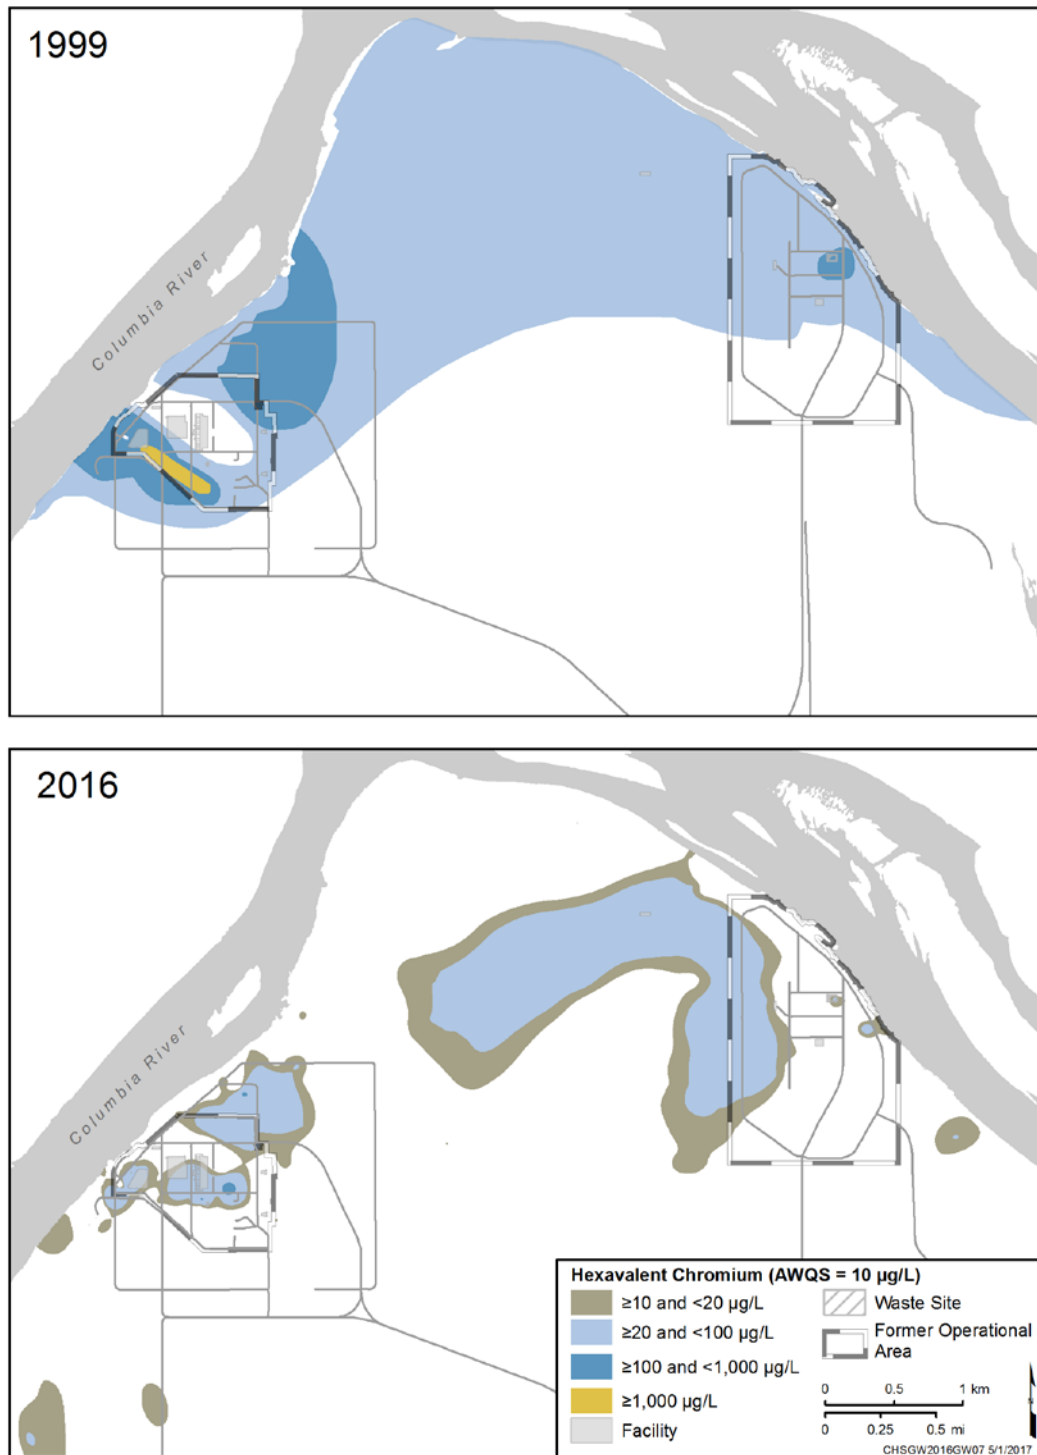 1999
Columbia River
2016
Columbia River
Hexavalent Chromium (AWQS = 10 µg/L)
≥10 and <20 µg/L
≥20 and <100 µg/L
≥100 and <1,000 µg/L
≥1,000 µg/L
Facility
Waste Site
Former Operational
Area
0 0.5 1 km
0 0.25 0.5 mi
CHSGW2016GW07 5/1/2017